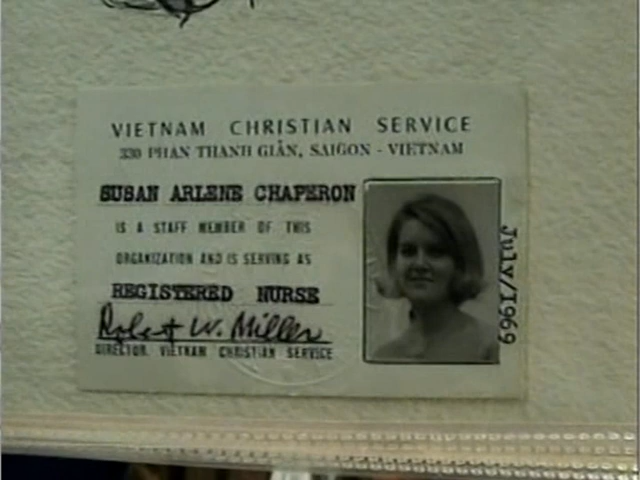 VIETNAM CHRISTIAN SERVICE
330 PHAN THANH GIẢN, SAIGON - VIETNAM
SUSAN ARLENE CHAPERON
IS A STAFF MEMBER OF THIS
ORGANIZATION AND IS SERVING AS
REGISTERED NURSE
Robert W. Miller
DIRECTOR, VIETNAM CHRISTIAN SERVICE
July/1969